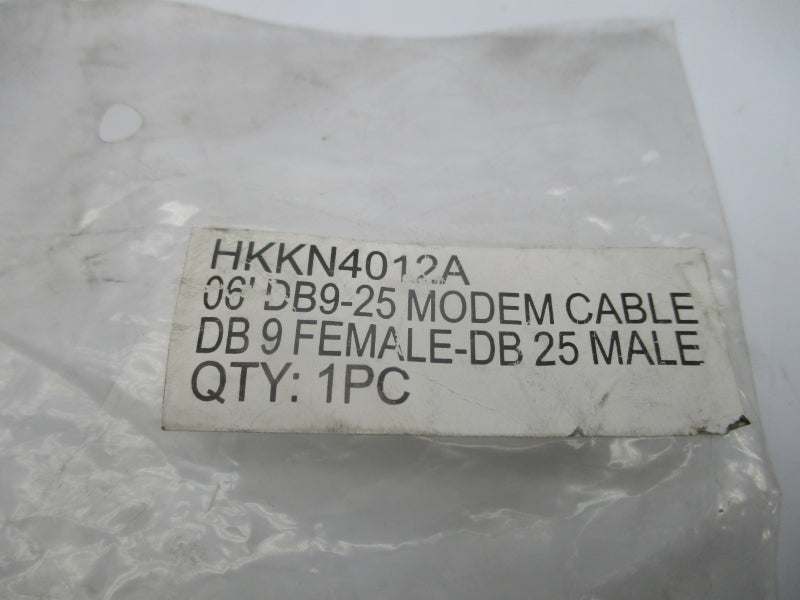 HKKN4012A
06' DB9-25 MODEM CABLE
DB 9 FEMALE-DB 25 MALE
QTY: 1PC